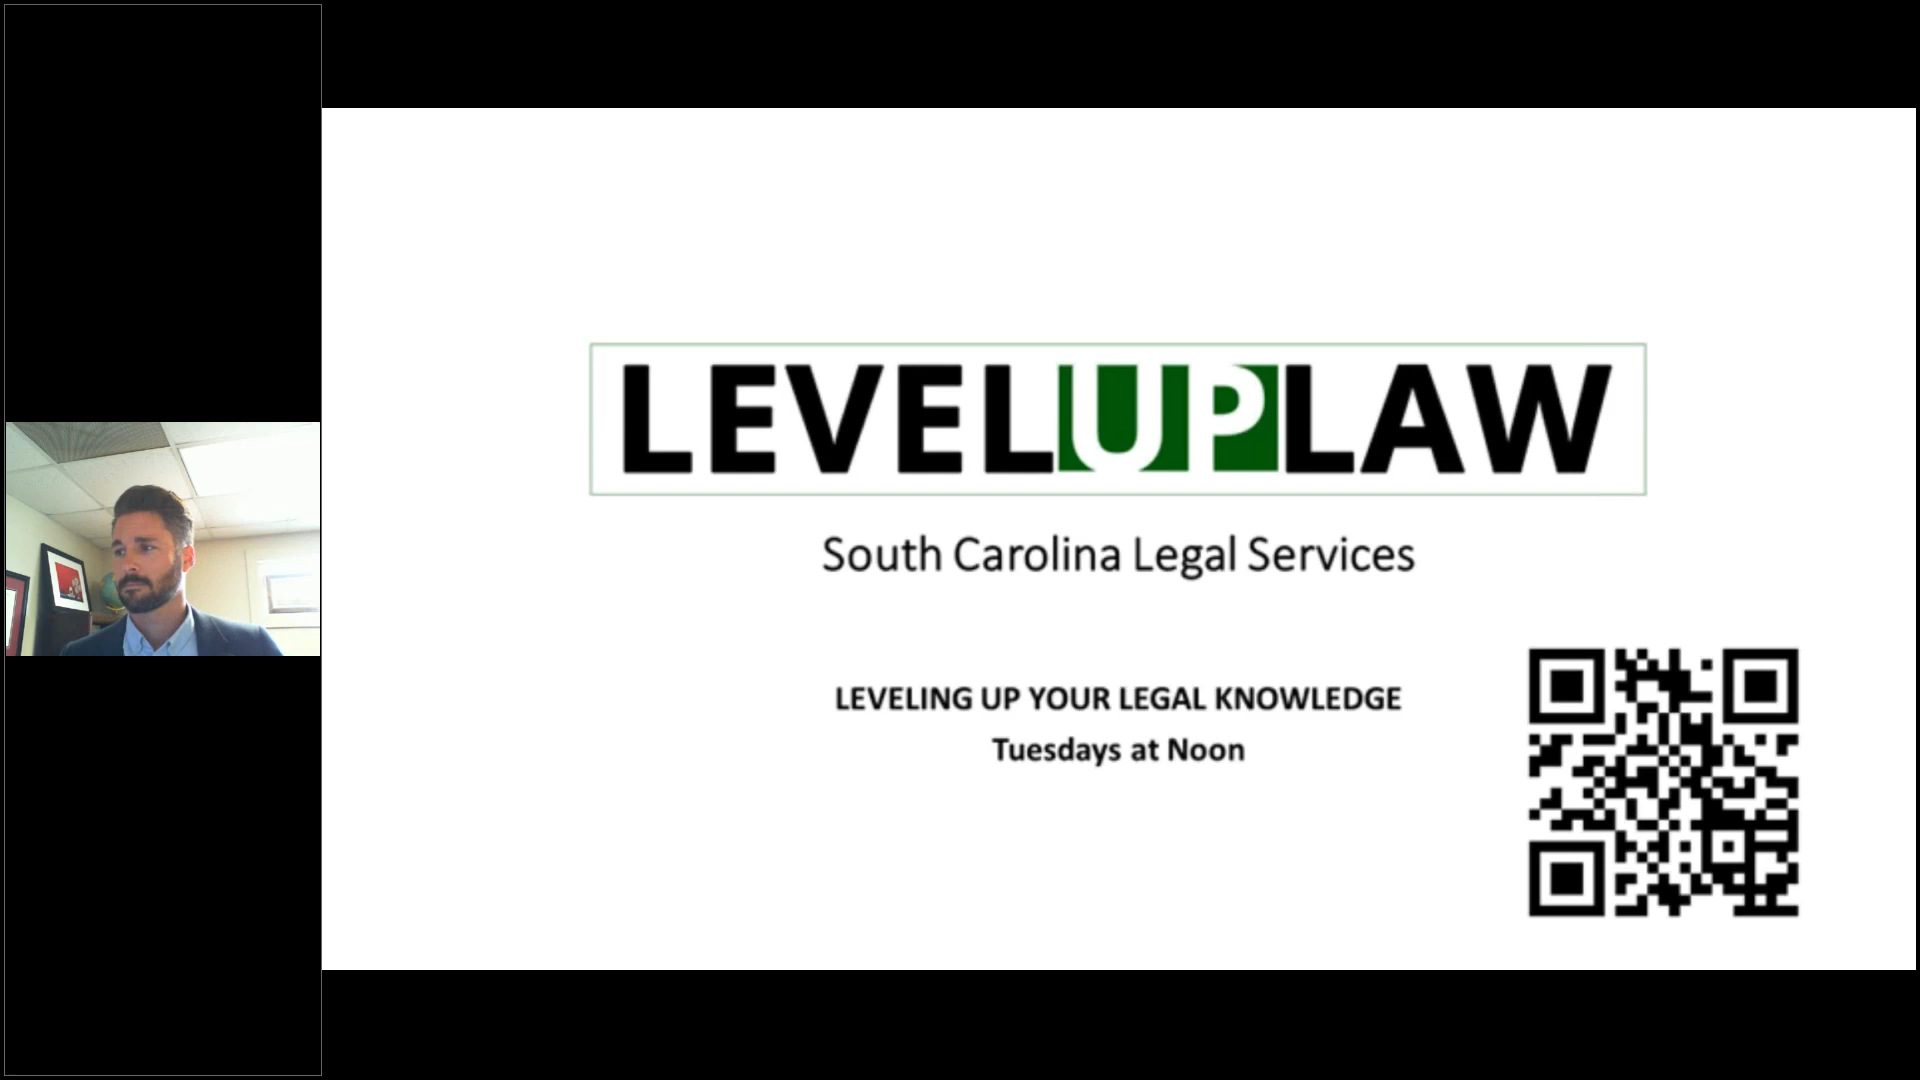 LEVELUPLAW
South Carolina Legal Services
LEVELING UP YOUR LEGAL KNOWLEDGE
Tuesdays at Noon